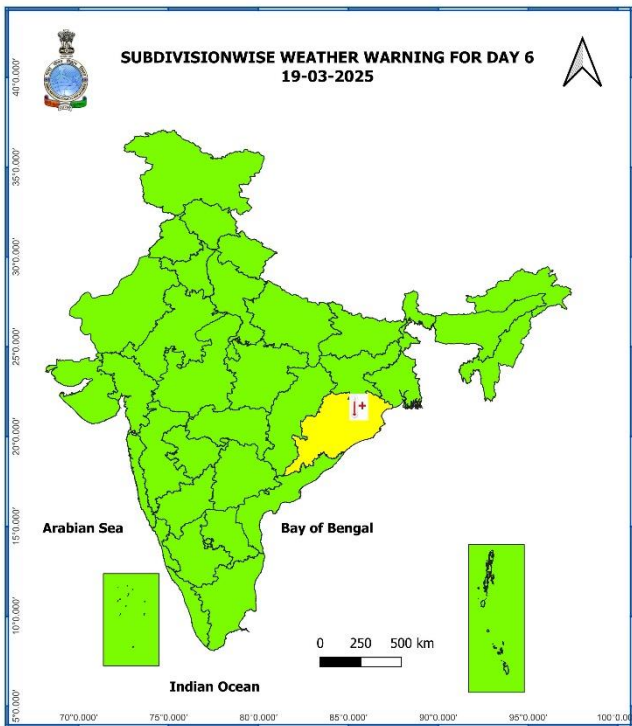 SUBDIVISIONWISE WEATHER WARNING FOR DAY 6
19-03-2025
40°0.000'
35°0.000'
30°0.000'
25°0.000'
20°0.000'
15°0.000'
10°0.000'
5°0.000'
Arabian Sea
Bay of Bengal
0 250 500 km
Indian Ocean
70°0.000' 75°0.000' 80°0.000' 85°0.000' 90°0.000' 95°0.000'